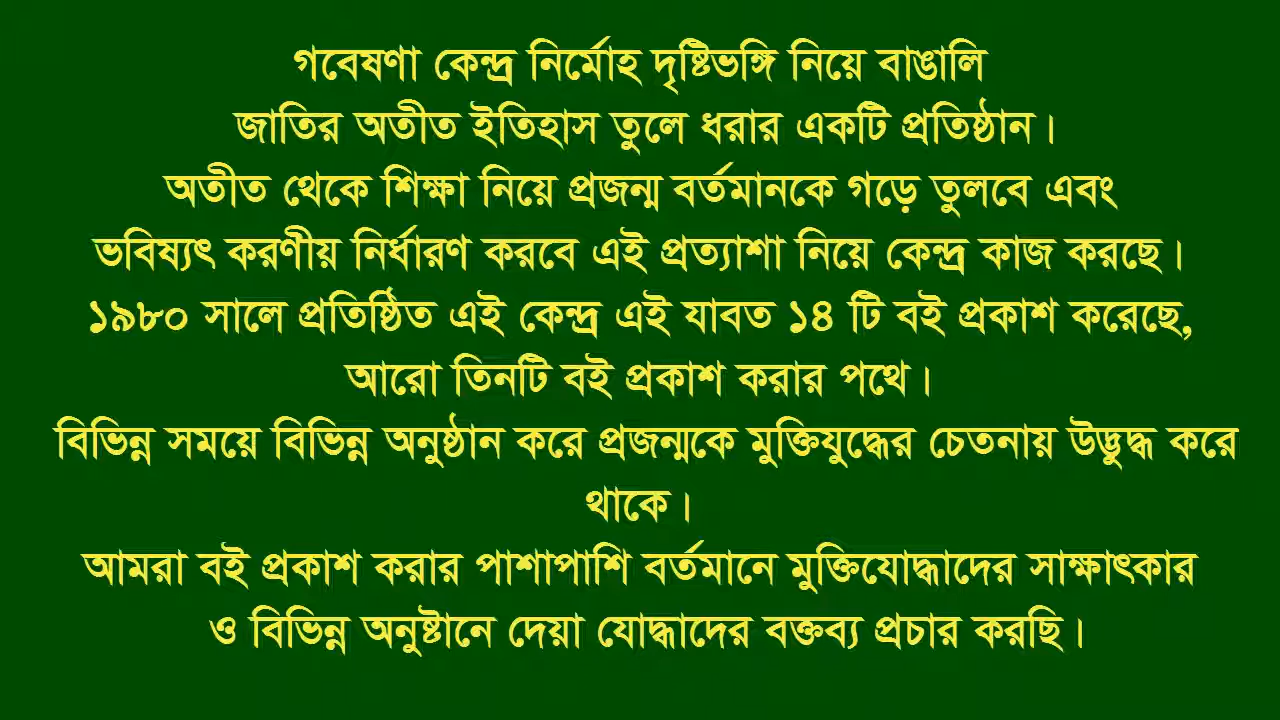 গবেষণা কেন্দ্র নির্মোহ দৃষ্টিভঙ্গি নিয়ে বাঙালি
জাতির অতীত ইতিহাস তুলে ধরার একটি প্রতিষ্ঠান।
অতীত থেকে শিক্ষা নিয়ে প্রজন্ম বর্তমানকে গড়ে তুলবে এবং
ভবিষ্যৎ করণীয় নির্ধারণ করবে এই প্রত্যাশা নিয়ে কেন্দ্র কাজ করছে।
১৯৮০ সালে প্রতিষ্ঠিত এই কেন্দ্র এই যাবত ১৪ টি বই প্রকাশ করেছে,
আরো তিনটি বই প্রকাশ করার পথে।
বিভিন্ন সময়ে বিভিন্ন অনুষ্ঠান করে প্রজন্মকে মুক্তিযুদ্ধের চেতনায় উদ্ভুদ্ধ করে
থাকে।
আমরা বই প্রকাশ করার পাশাপাশি বর্তমানে মুক্তিযোদ্ধাদের সাক্ষাৎকার
ও বিভিন্ন অনুষ্টানে দেয়া যোদ্ধাদের বক্তব্য প্রচার করছি।